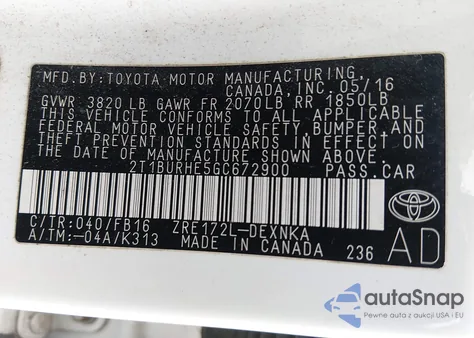 MFD.BY:TOYOTA MOTOR MANUFACTURING,
CANADA, INC. 05/16
GVWR 3820 LB GAWR FR 2070LB RR 1850LB
THIS VEHICLE CONFORMS TO ALL APPLICABLE
FEDERAL MOTOR VEHICLE SAFETY, BUMPER, AND
THEFT PREVENTION STANDARDS IN EFFECT ON
THE DATE OF MANUFACTURE SHOWN ABOVE.
2T1BURHE5GC672900 PASS.CAR
C/TR:040/FB16 ZRE172L-DEXNKA
A/TM:-04A/K313 MADE IN CANADA 236
AD
autoSnap
Pewne auta z aukcji USA i EU